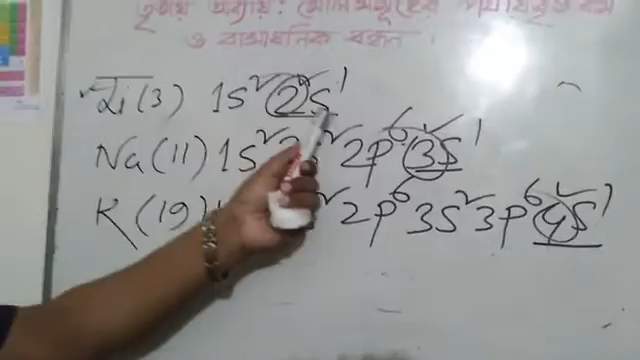 তৃতীয় অধ্যায়: মৌলসমূহের পর্যায়বৃত্ত ধর্ম
ও রাসায়নিক বন্ধন
Li(3) 1s² 2s¹
Na(11) 1s² 2p⁶ 3s¹
K(19) 2p⁶ 3s² 3p⁶ 4s¹